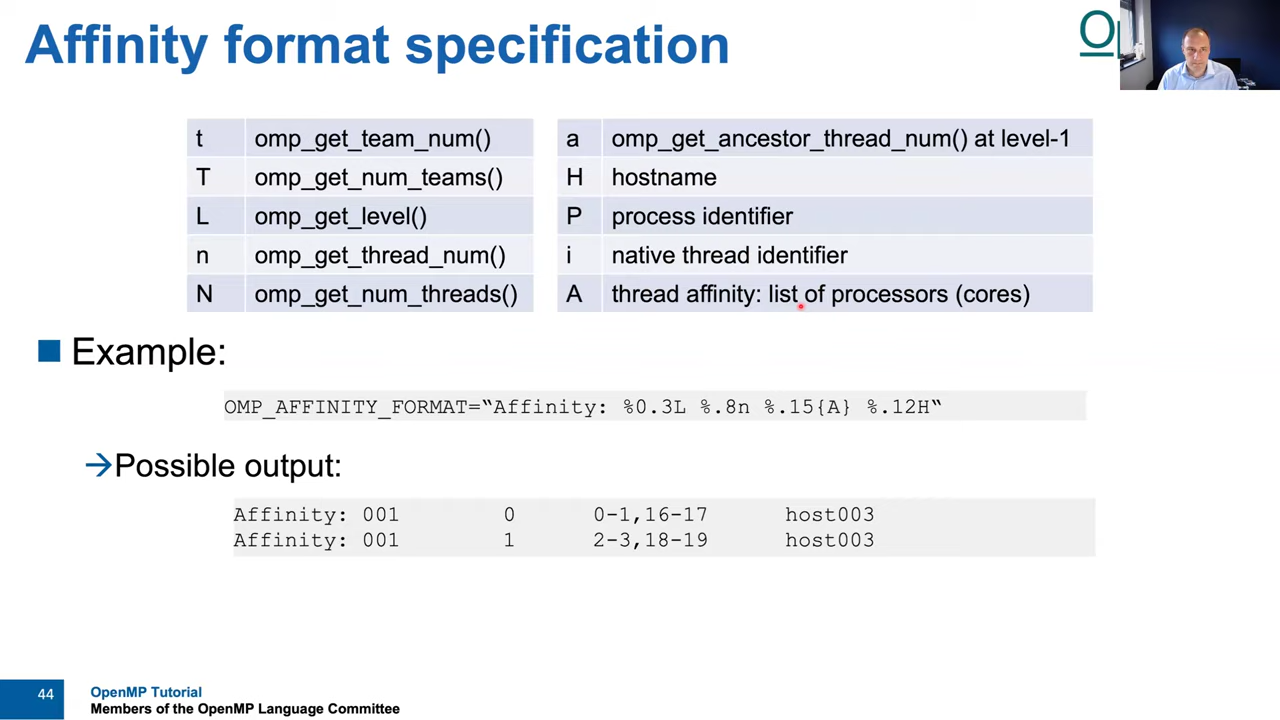 Affinity format specification
t omp_get_team_num()
T omp_get_num_teams()
L omp_get_level()
n omp_get_thread_num()
N omp_get_num_threads()
a omp_get_ancestor_thread_num() at level-1
H hostname
P process identifier
i native thread identifier
A thread affinity: list of processors (cores)
Example:
OMP_AFFINITY_FORMAT=“Affinity: %0.3L %.8n %.15{A} %.12H“
→Possible output:
Affinity: 001 0 0-1,16-17 host003
Affinity: 001 1 2-3,18-19 host003
44
OpenMP Tutorial
Members of the OpenMP Language Committee